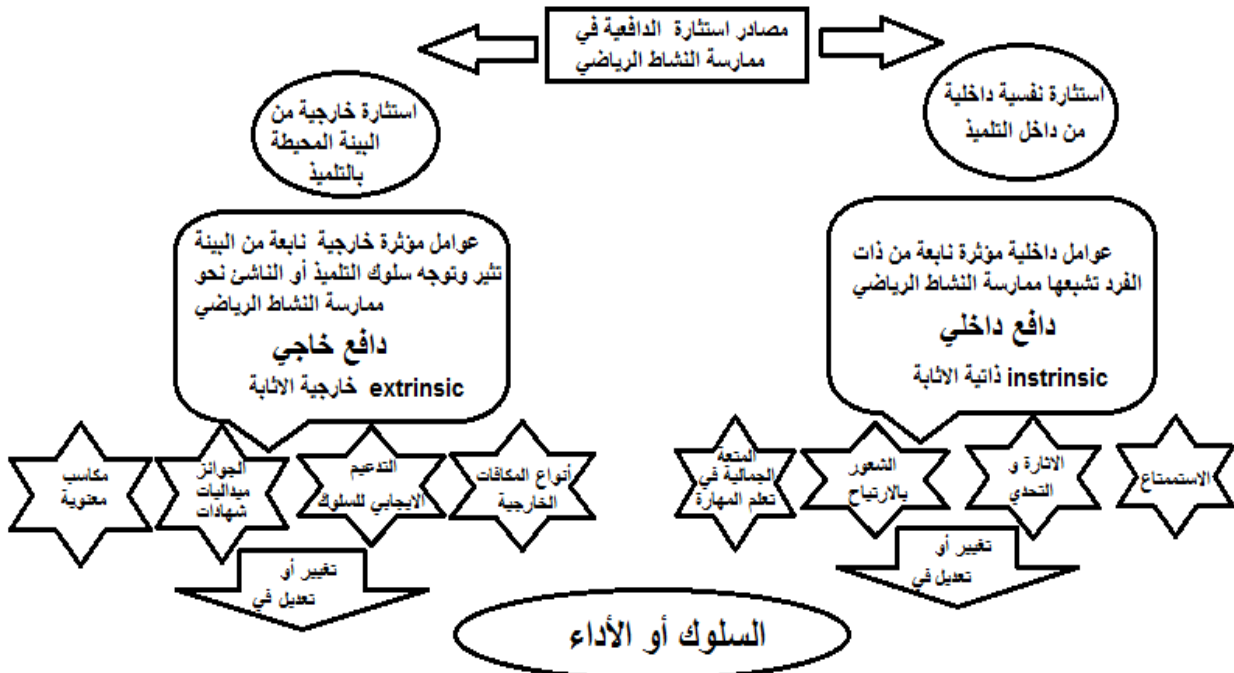 مصادر استثارة الدافعية في
ممارسة النشاط الرياضي
استثارة نفسية داخلية
من داخل التلميذ
استثارة خارجية من
البيئة المحيطة
بالتلميذ
عوامل داخلية مؤثرة نابعة من ذات
الفرد تشبعها ممارسة النشاط الرياضي
دافع داخلي
instrinsic ذاتية الاثابة
عوامل مؤثرة خارجية نابعة من البيئة
تثير وتوجه سلوك التلميذ أو الناشئ نحو
ممارسة النشاط الرياضي
دافع خاجي
extrinsic خارجية الاثابة
الاستمتاع
الاثارة و
التحدي
الشعور
بالارتياح
المتعة
الجمالية في
تعلم المهارة
أنواع المكافات
الخارجية
التدعيم
الايجابي للسلوك
الجوائز
ميداليات
شهادات
مكاسب
معنوية
تغيير أو
تعديل في
تغيير أو
تعديل في
السلوك أو الأداء